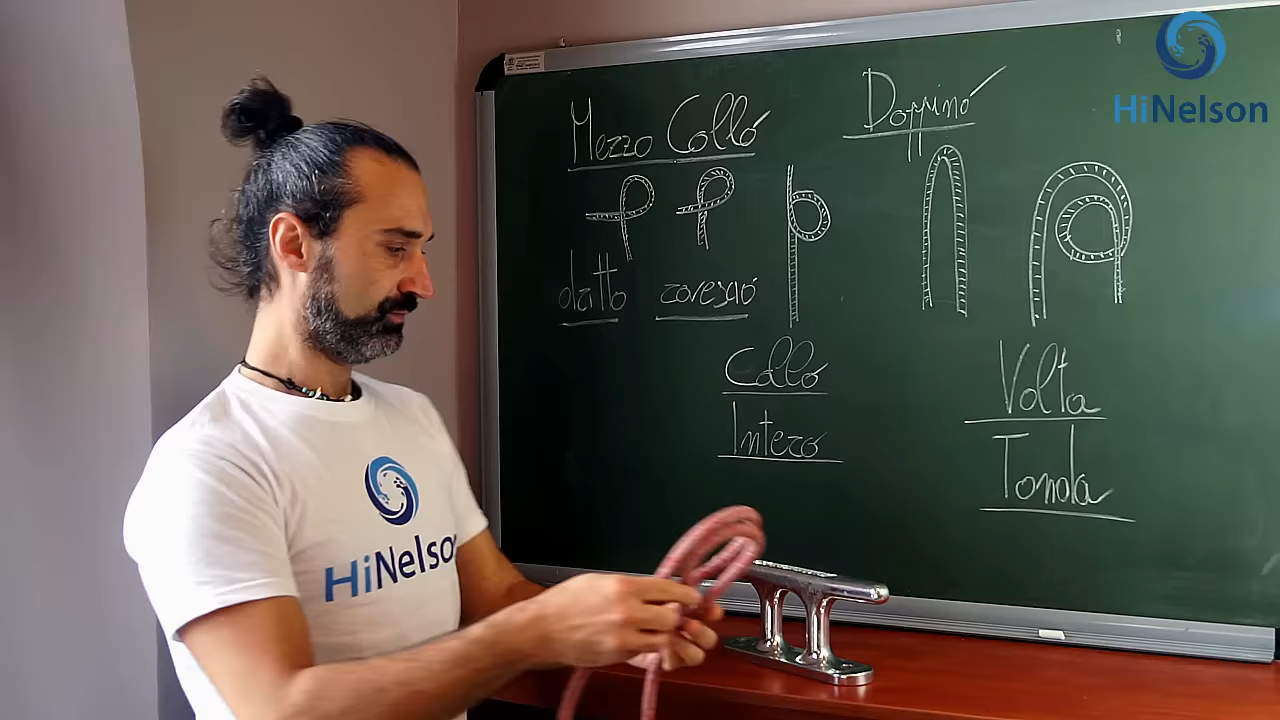 HiNelson
Mezzo Collo
Doppino
dritto
rovescio
Collo
Intero
Volta
Tonda
HiNelson